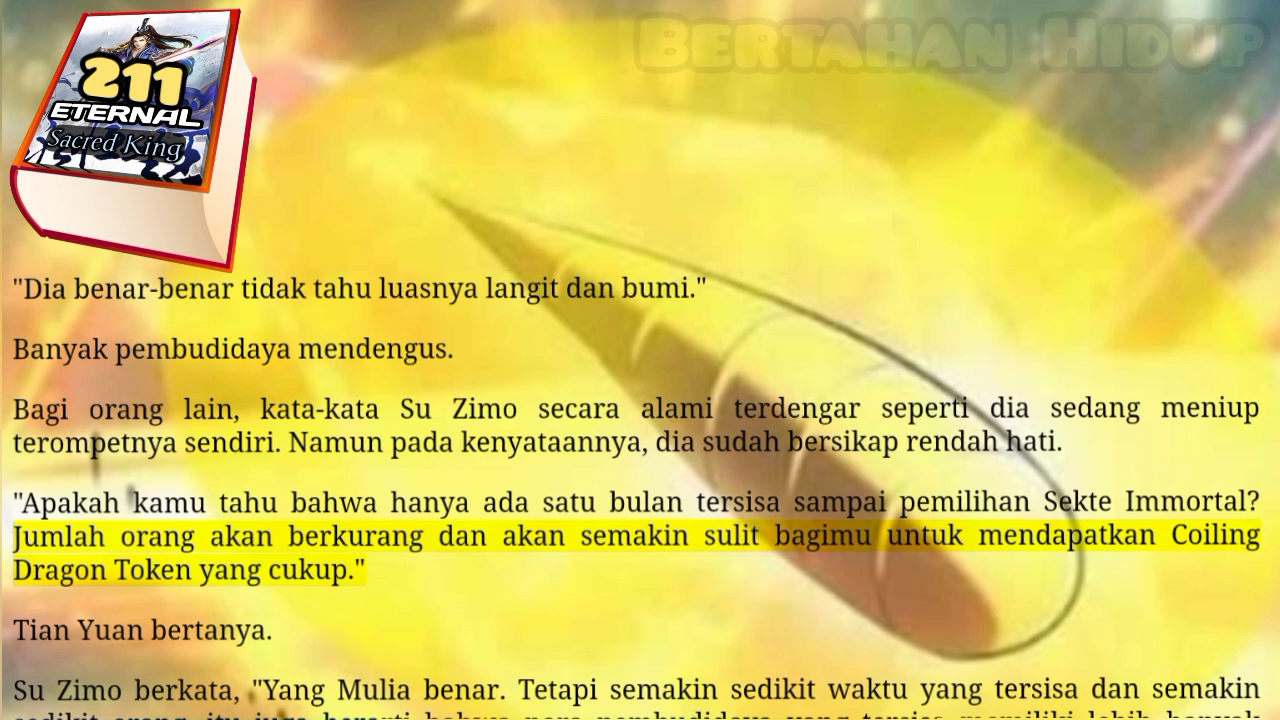 Bertahan Hidup
211
ETERNAL
Sacred King
"Dia benar-benar tidak tahu luasnya langit dan bumi."
Banyak pembudidaya mendengus.
Bagi orang lain, kata-kata Su Zimo secara alami terdengar seperti dia sedang meniup
terompetnya sendiri. Namun pada kenyataannya, dia sudah bersikap rendah hati.
"Apakah kamu tahu bahwa hanya ada satu bulan tersisa sampai pemilihan Sekte Immortal?
Jumlah orang akan berkurang dan akan semakin sulit bagimu untuk mendapatkan Coiling
Dragon Token yang cukup."
Tian Yuan bertanya.
Su Zimo berkata, "Yang Mulia benar. Tetapi semakin sedikit waktu yang tersisa dan semakin